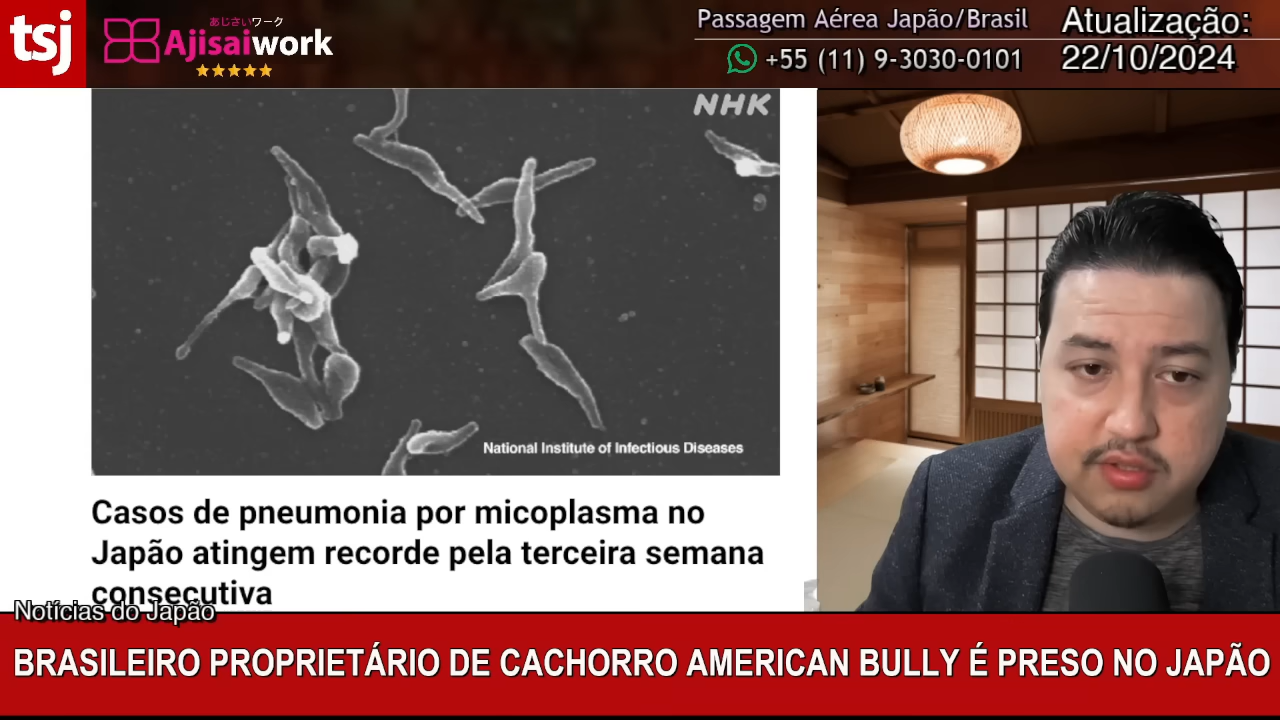 tsj
あじさいワーク
Ajisaiwork
Passagem Aérea Japão/Brasil
+55 (11) 9-3030-0101
Atualização:
22/10/2024
NHK
National Institute of Infectious Diseases
Casos de pneumonia por micoplasma no
Japão atingem recorde pela terceira semana
consecutiva
Notícias do Japão
BRASILEIRO PROPRIETÁRIO DE CACHORRO AMERICAN BULLY É PRESO NO JAPÃO